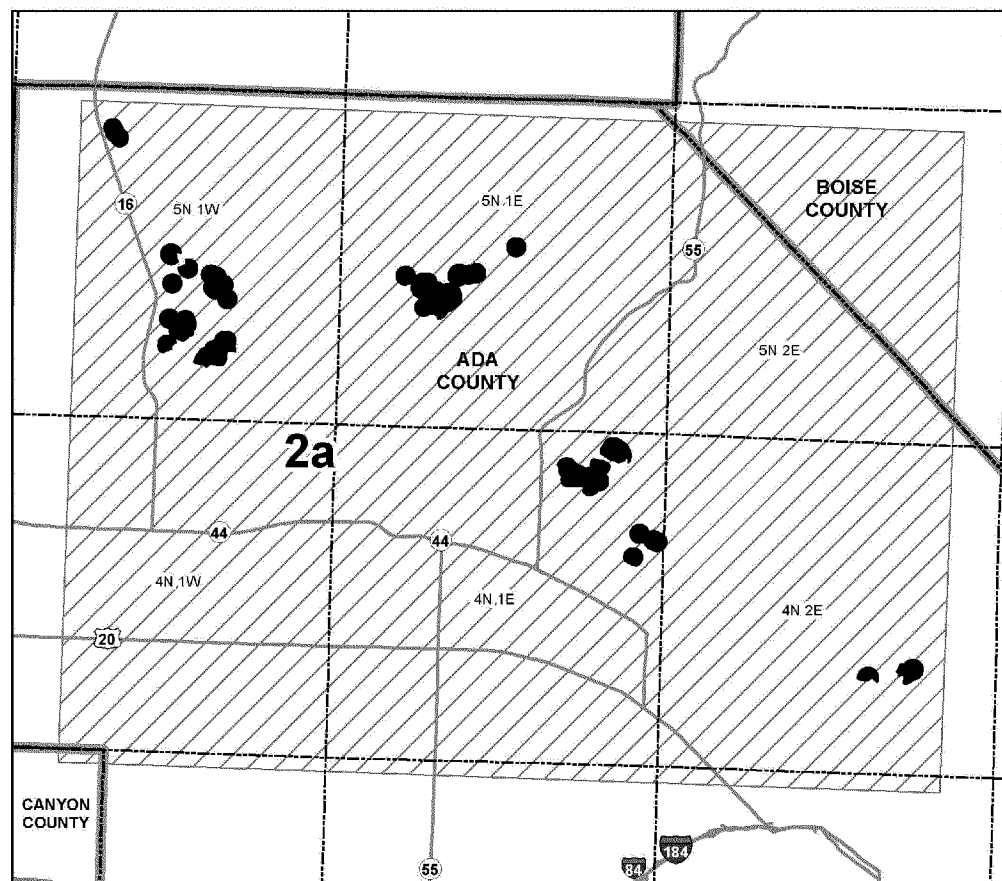 BOISE
COUNTY
16
5N 1W
5N 1E
55
5N 2E
ADA
COUNTY
2a
44
44
4N 1W
4N 1E
4N 2E
20
CANYON
COUNTY
55
84
184